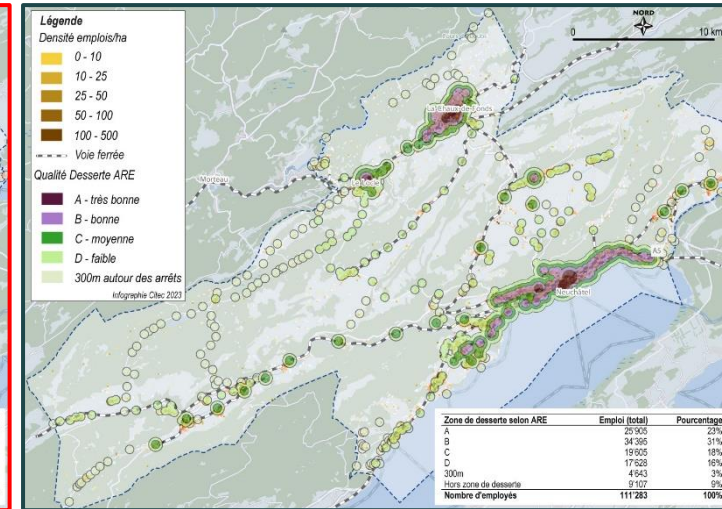 Légende
Densité emplois/ha
0 - 10
10 - 25
25 - 50
50 - 100
100 - 500
Voie ferrée
Qualité Desserte ARE
A - très bonne
B - bonne
C - moyenne
D - faible
300m autour des arrêts
Infographie Citec 2023
NORD
0 10 km
La Chaux-de-Fonds
Morteau
Le Locle
A5
Neuchâtel
Zone de desserte selon ARE Emploi (total) Pourcentage
A 25'905 23%
B 34'395 31%
C 19'605 18%
D 17'628 16%
300m 4'643 3%
Hors zone de desserte 9'107 9%
Nombre d'employés 111'283 100%